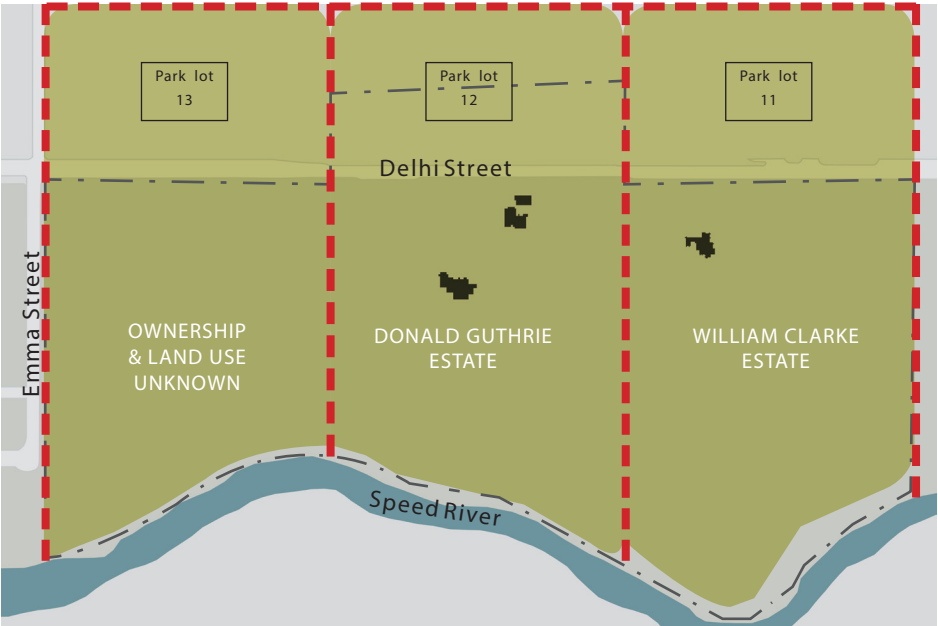 Park lot
13
Park lot
12
Park lot
11
Delhi Street
Emma Street
OWNERSHIP
& LAND USE
UNKNOWN
DONALD GUTHRIE
ESTATE
WILLIAM CLARKE
ESTATE
Speed River